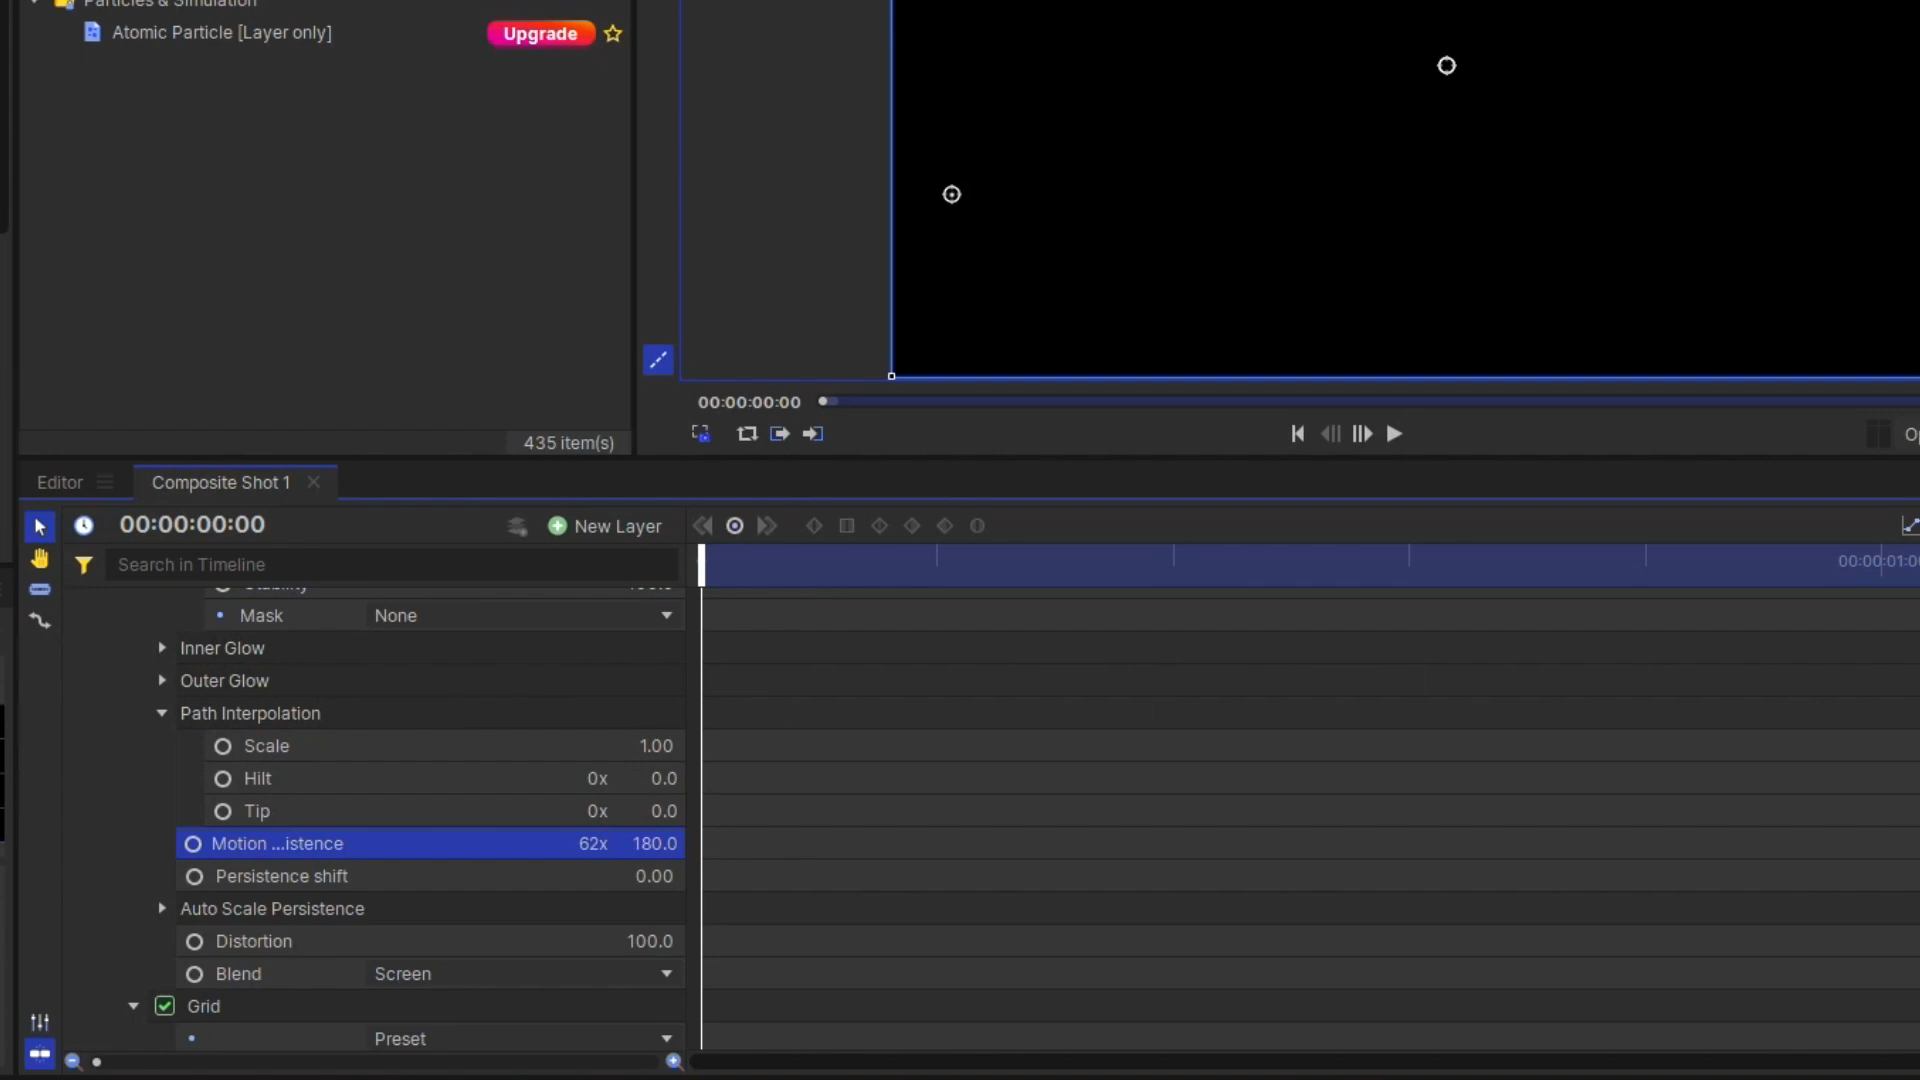 Particles & Simulation
Atomic Particle [Layer only]
Upgrade
435 item(s)
00:00:00:00
Editor
Composite Shot 1
00:00:00:00
New Layer
Search in Timeline
00:00:01:0
Mask None
Inner Glow
Outer Glow
Path Interpolation
Scale 1.00
Hilt 0x 0.0
Tip 0x 0.0
Motion ...istence 62x 180.0
Persistence shift 0.00
Auto Scale Persistence
Distortion 100.0
Blend Screen
Grid
Preset